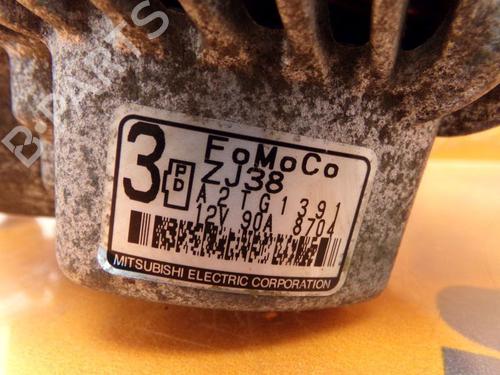 B-PARTS
3
P
D
FoMoCo
ZJ38
A2TG1391
12V 90A 8704
MITSUBISHI ELECTRIC CORPORATION